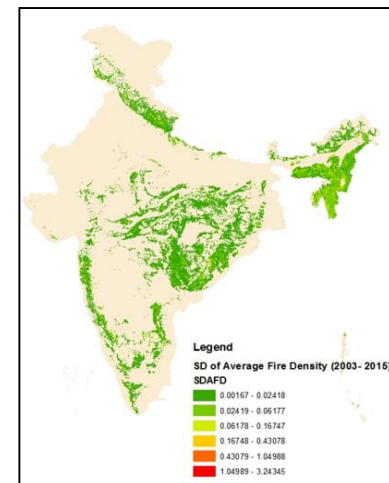 Legend
SD of Average Fire Density (2003- 2015)
SDAFD
0.00167 - 0.02418
0.02419 - 0.06177
0.06178 - 0.16747
0.16748 - 0.43078
0.43079 - 1.04988
1.04989 - 3.24345